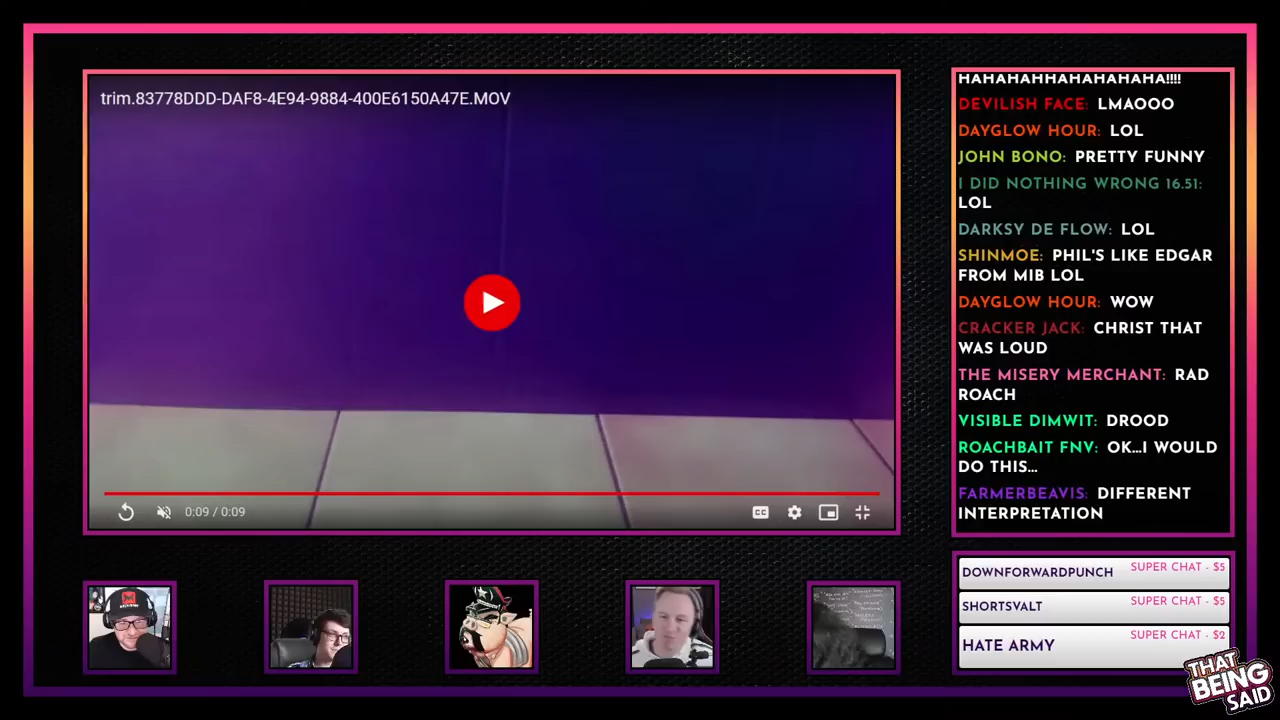 trim.83778DDD-DAF8-4E94-9884-400E6150A47E.MOV
0:09 / 0:09
CC
HAHAHAHHAHAHAHAHA!!!!
DEVILISH FACE: LMAOOO
DAYGLOW HOUR: LOL
JOHN BONO: PRETTY FUNNY
I DID NOTHING WRONG 16.51:
LOL
DARKSY DE FLOW: LOL
SHINMOE: PHIL'S LIKE EDGAR
FROM MIB LOL
DAYGLOW HOUR: WOW
CRACKER JACK: CHRIST THAT
WAS LOUD
THE MISERY MERCHANT: RAD
ROACH
VISIBLE DIMWIT: DROOD
ROACHBAIT FNV: OK...I WOULD
DO THIS...
FARMERBEAVIS: DIFFERENT
INTERPRETATION
DOWNFORWARDPUNCH SUPER CHAT - $5
SHORTSVALT SUPER CHAT - $5
HATE ARMY SUPER CHAT - $2
THAT
BEING
SAID